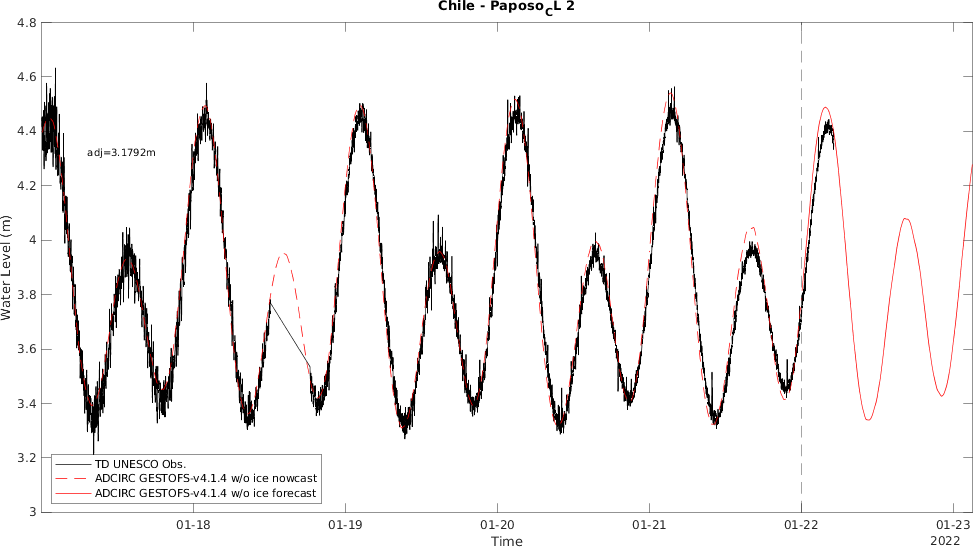 Chile - Paposo_CL 2
4.8
4.6
4.4
4.2
4
3.8
3.6
3.4
3.2
3
Water Level (m)
adj=3.1792m
TD UNESCO Obs.
ADCIRC GESTOFS-v4.1.4 w/o ice nowcast
ADCIRC GESTOFS-v4.1.4 w/o ice forecast
01-18 01-19 01-20 01-21 01-22 01-23
Time 2022